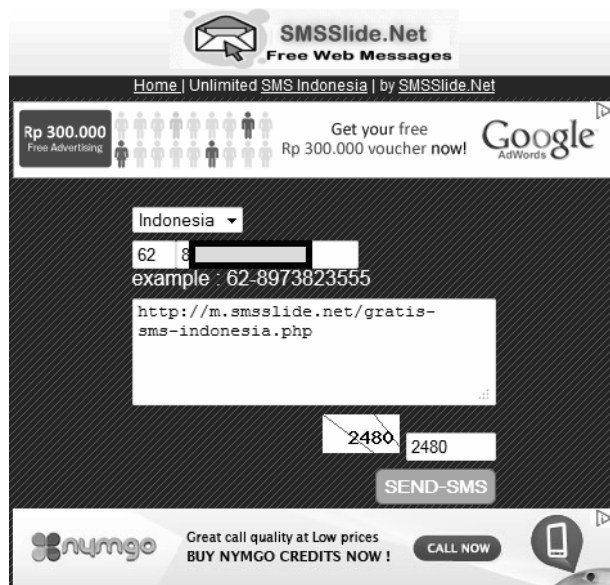 SMSSlide.Net
Free Web Messages
Home | Unlimited SMS Indonesia | by SMSSlide.Net
Rp 300.000
Free Advertising
Get your free
Rp 300.000 voucher now!
Google
AdWords
Indonesia
62 8
example : 62-8973823555
http://m.smsslide.net/gratis-
sms-indonesia.php
2480
2480
SEND-SMS
nymgo
Great call quality at Low prices
BUY NYMGO CREDITS NOW !
CALL NOW